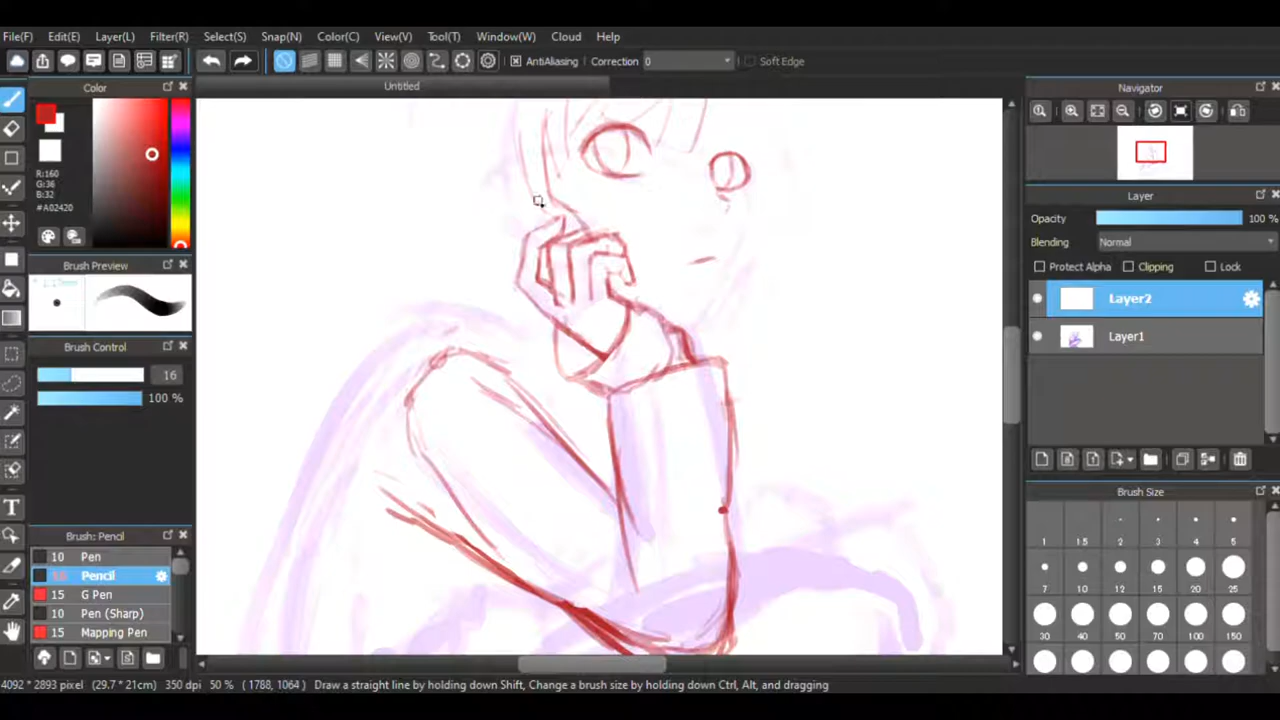 File(F) Edit(E) Layer(L) Filter(R) Select(S) Snap(N) Color(C) View(V) Tool(T) Window(W) Cloud Help
AntiAliasing Correction 0 Soft Edge
Color
Untitled
Navigator
R:160
G:36
B:32
#A02420
Layer
Opacity 100 %
Blending Normal
Protect Alpha Clipping Lock
Layer2
Layer1
Brush Preview
Brush Control
16
100 %
Brush Size
1 1.5 2 3 4 5
7 10 12 15 20 25
30 40 50 70 100 150
Brush: Pencil
10 Pen
Pencil
15 G Pen
10 Pen (Sharp)
15 Mapping Pen
4092 * 2893 pixel (29.7 * 21cm) 350 dpi 50 % ( 1788, 1064 ) Draw a straight line by holding down Shift, Change a brush size by holding down Ctrl, Alt, and dragging